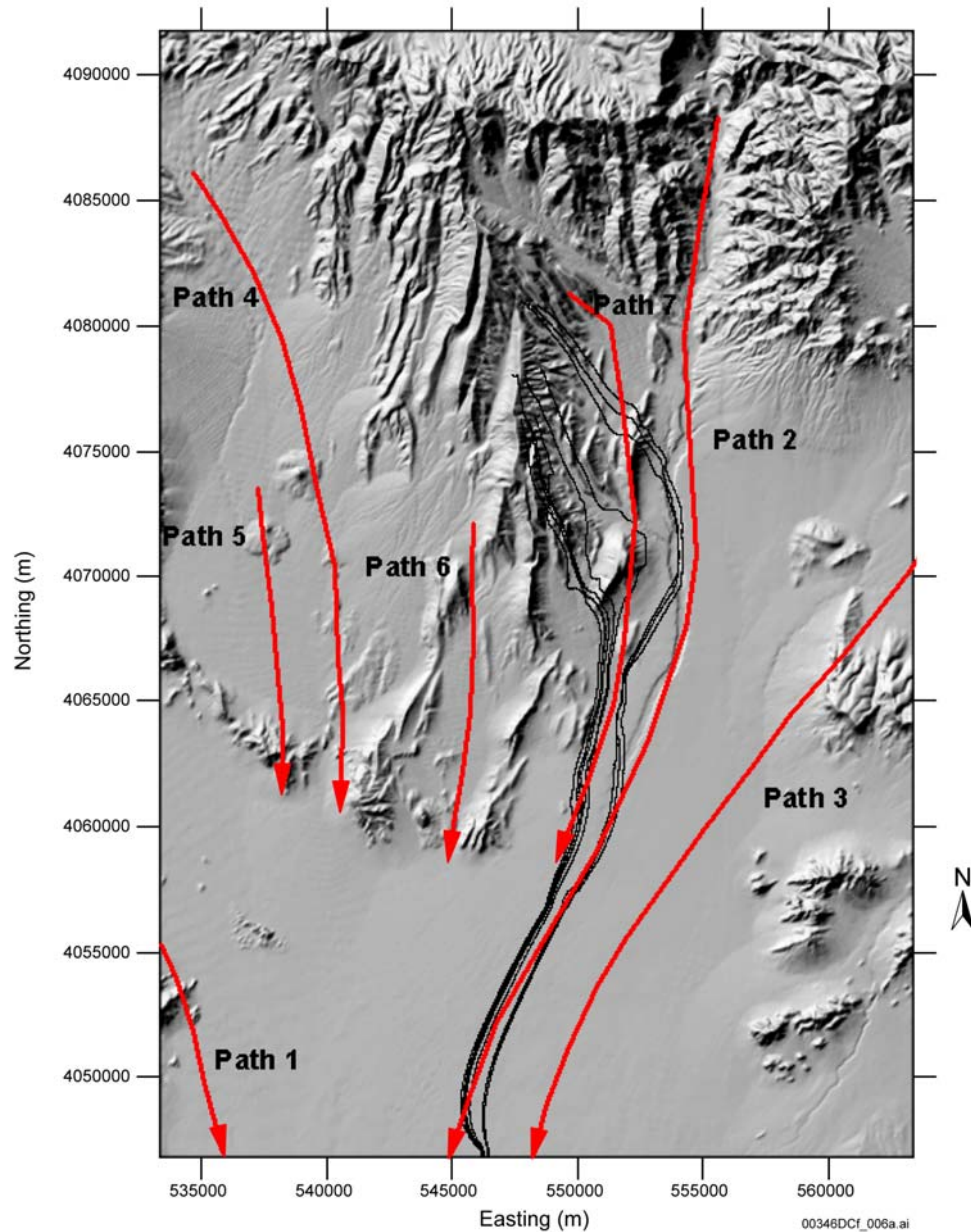 4090000
4085000
Path 4
Path 7
4080000
Path 2
4075000
Path 5
Path 6
4070000
Northing (m)
4065000
Path 3
4060000
N
4055000
Path 1
4050000
535000 540000 545000 550000 555000 560000
Easting (m)
00346DCf_006a.ai